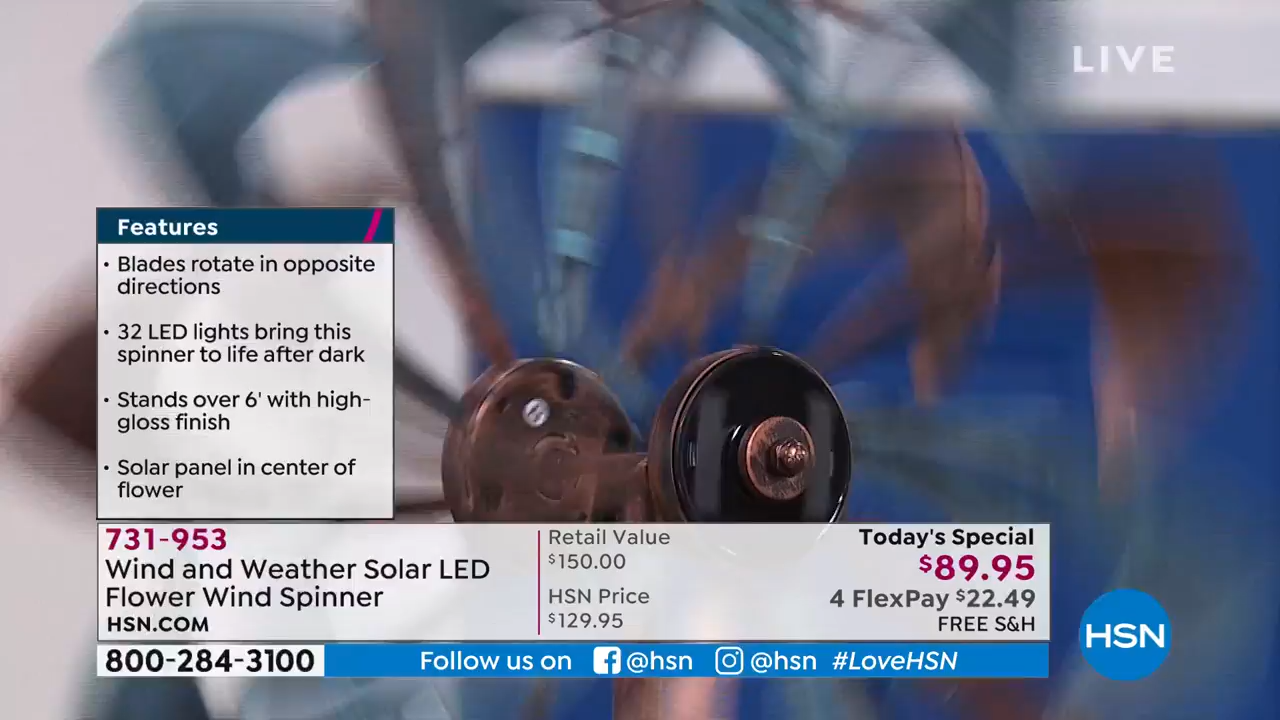 LIVE
Features
• Blades rotate in opposite
directions
• 32 LED lights bring this
spinner to life after dark
• Stands over 6' with high-
gloss finish
• Solar panel in center of
flower
731-953
Wind and Weather Solar LED
Flower Wind Spinner
HSN.COM
Retail Value
$150.00
HSN Price
$129.95
Today's Special
$89.95
4 FlexPay $22.49
FREE S&H
HSN
800-284-3100
Follow us on @hsn @hsn #LoveHSN